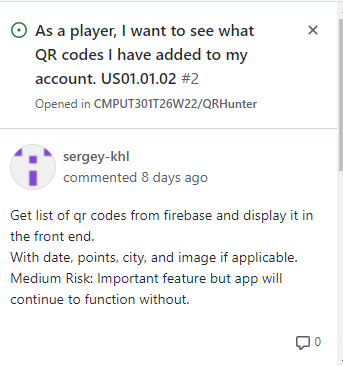 As a player, I want to see what
QR codes I have added to my
account. US01.01.02 #2
Opened in CMPUT301T26W22/QRHunter
sergey-khl
commented 8 days ago
Get list of qr codes from firebase and display it in
the front end.
With date, points, city, and image if applicable.
Medium Risk: Important feature but app will
continue to function without.
0